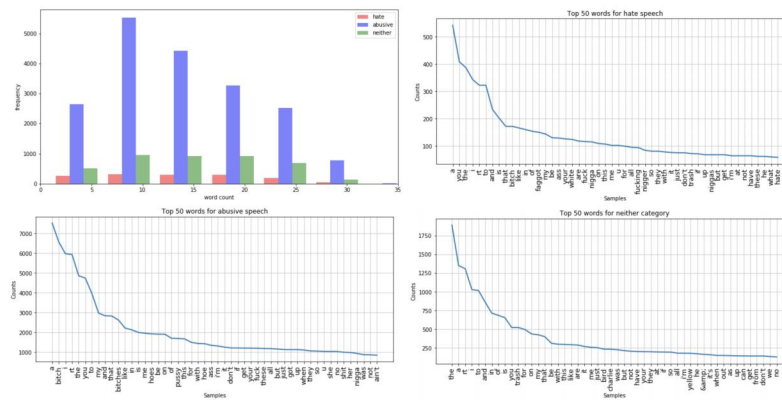 hate
abusive
neither
5000
4000
3000
2000
1000
0
frequency
0 5 10 15 20 25 30 35
word count
Top 50 words for hate speech
500
400
300
200
100
Counts
a you the i rt to and is that bitch like in of faggot my be ass your white are fuck nigga on this me u for all fucking nigger so they with it just don't trash if up niggas but get i'm at not have these he what hate
Samples
Top 50 words for abusive speech
7000
6000
5000
4000
3000
2000
1000
Counts
a bitch i rt the you to my and that bitches like in is me hoes be on of pussy this for with hoe ass i'm it don't if get your fuck these all but just got up when they so u she no shit her nigga was not ain't
Samples
Top 50 words for neither category
1750
1500
1250
1000
750
500
250
Counts
the a rt i to and in of is you trash for on my that be with this like are it me just bird charlie was but not have your they at if so all i'm yellow he &amp; it's when out as up can get from don't we no
Samples